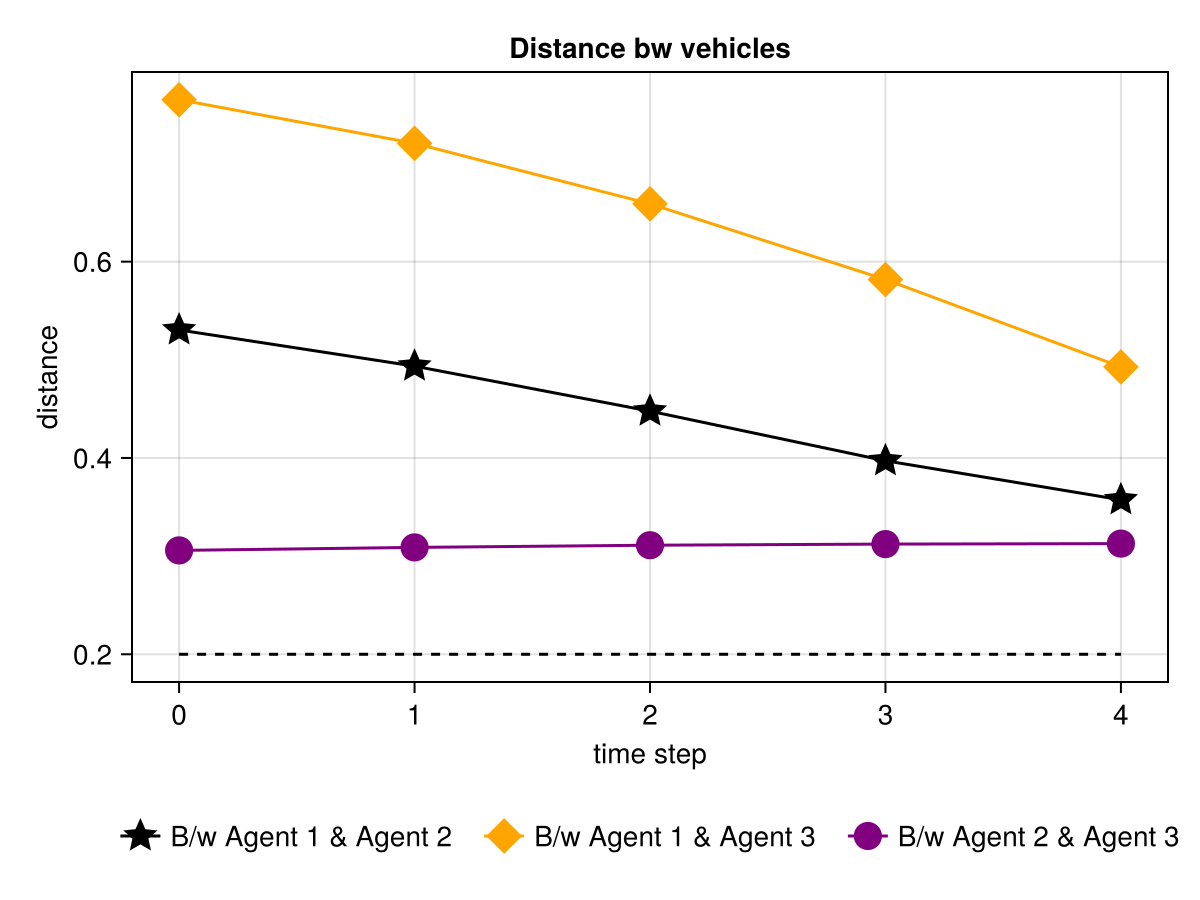 Distance bw vehicles
distance
0.6
0.4
0.2
0 1 2 3 4
time step
B/w Agent 1 & Agent 2 B/w Agent 1 & Agent 3 B/w Agent 2 & Agent 3